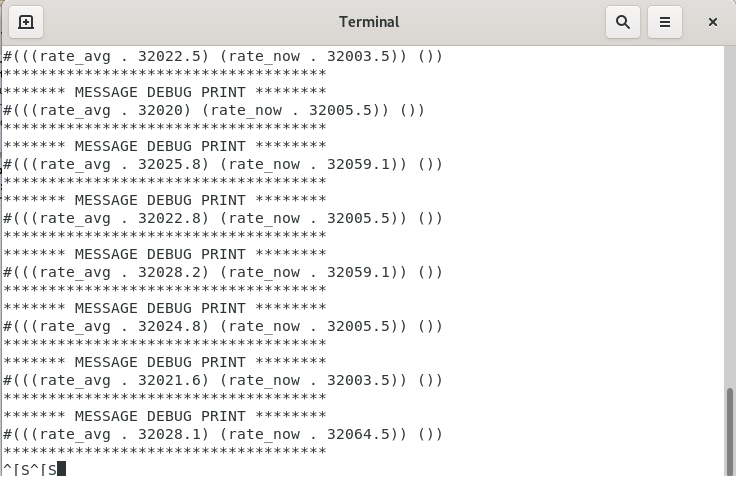 Terminal
#(((rate_avg . 32022.5) (rate_now . 32003.5)) ())
************************************
******* MESSAGE DEBUG PRINT ********
#(((rate_avg . 32020) (rate_now . 32005.5)) ())
************************************
******* MESSAGE DEBUG PRINT ********
#(((rate_avg . 32025.8) (rate_now . 32059.1)) ())
************************************
******* MESSAGE DEBUG PRINT ********
#(((rate_avg . 32022.8) (rate_now . 32005.5)) ())
************************************
******* MESSAGE DEBUG PRINT ********
#(((rate_avg . 32028.2) (rate_now . 32059.1)) ())
************************************
******* MESSAGE DEBUG PRINT ********
#(((rate_avg . 32024.8) (rate_now . 32005.5)) ())
************************************
******* MESSAGE DEBUG PRINT ********
#(((rate_avg . 32021.6) (rate_now . 32003.5)) ())
************************************
******* MESSAGE DEBUG PRINT ********
#(((rate_avg . 32028.1) (rate_now . 32064.5)) ())
************************************
^[S^[S